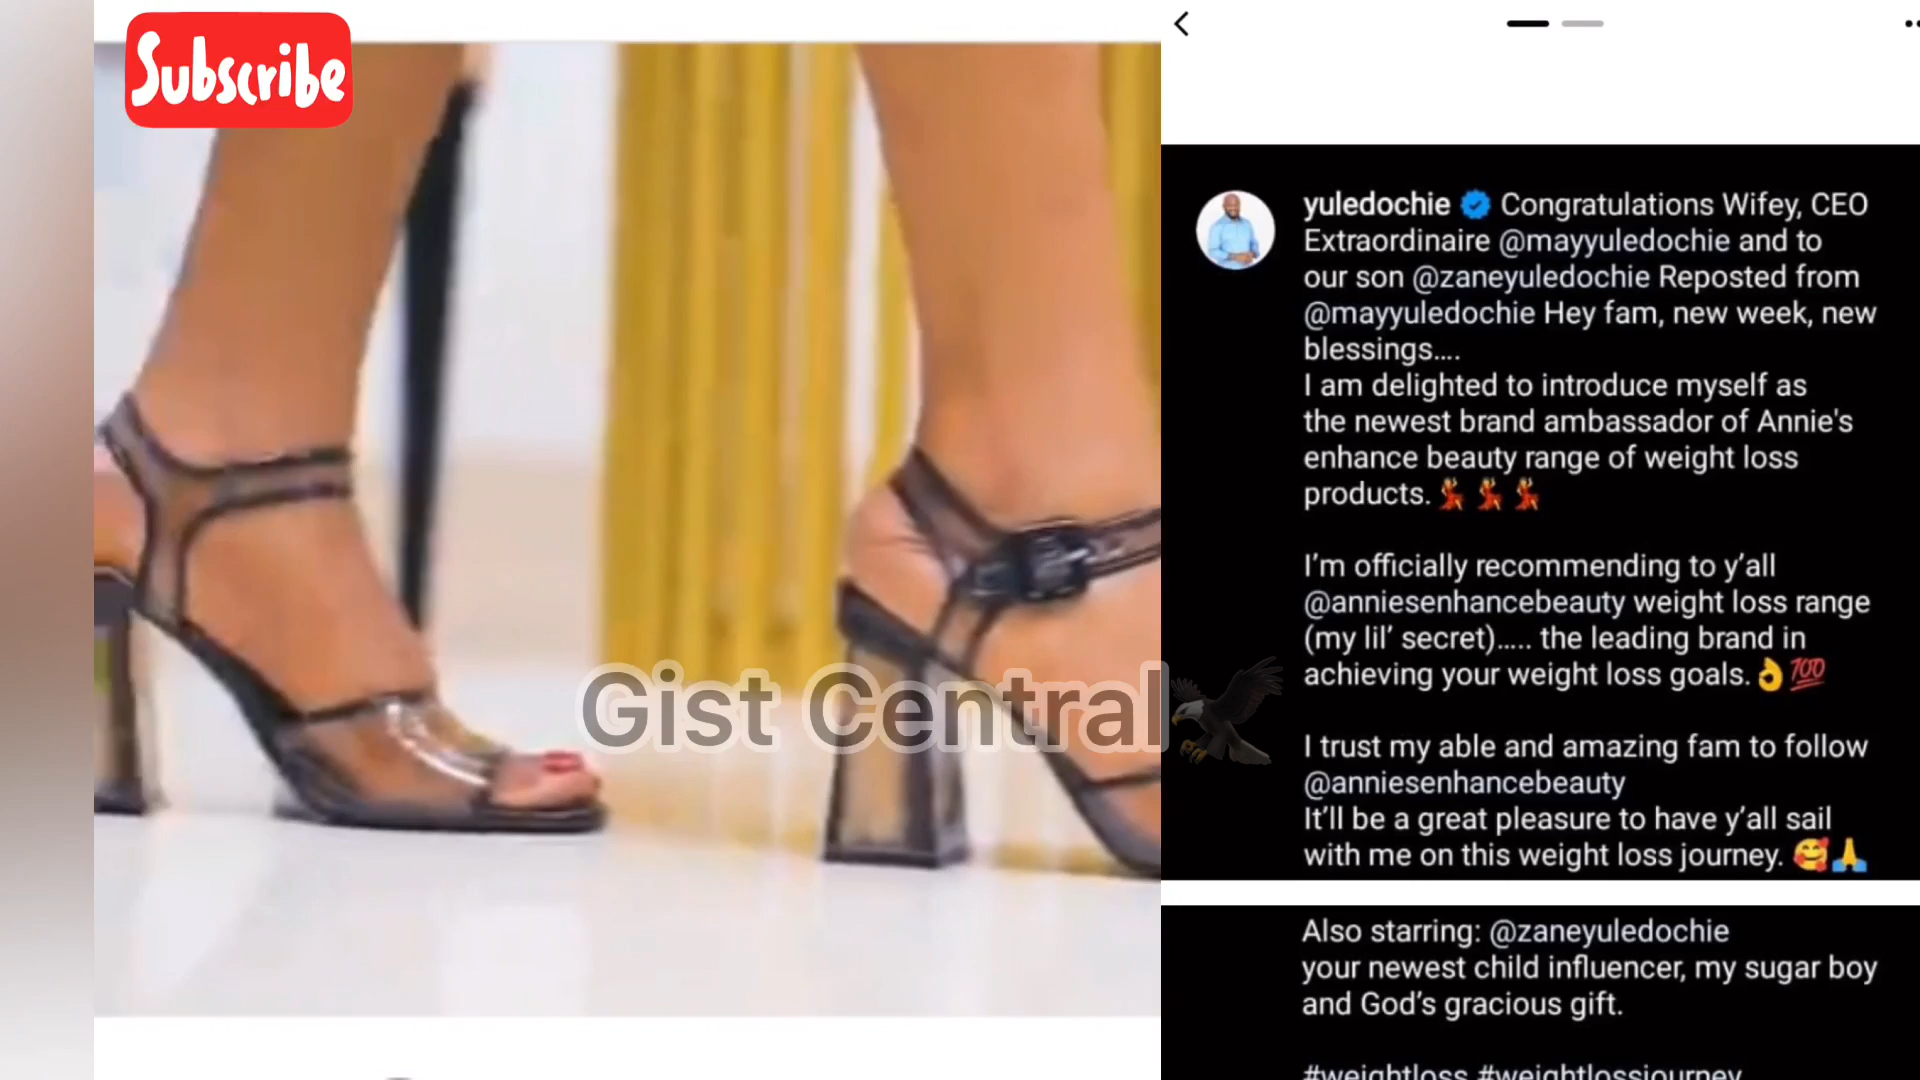 Subscribe
yuledochie Congratulations Wifey, CEO
Extraordinaire @mayyuledochie and to
our son @zaneyuledochie Reposted from
@mayyuledochie Hey fam, new week, new
blessings....
I am delighted to introduce myself as
the newest brand ambassador of Annie's
enhance beauty range of weight loss
products. 💃💃💃
I’m officially recommending to y’all
@anniesenhancebeauty weight loss range
(my lil’ secret)..... the leading brand in
achieving your weight loss goals.👌💯
I trust my able and amazing fam to follow
@anniesenhancebeauty
It’ll be a great pleasure to have y’all sail
with me on this weight loss journey. 🥰🙏
Gist Central
Also starring: @zaneyuledochie
your newest child influencer, my sugar boy
and God’s gracious gift.
#weightloss #weightlossjourney